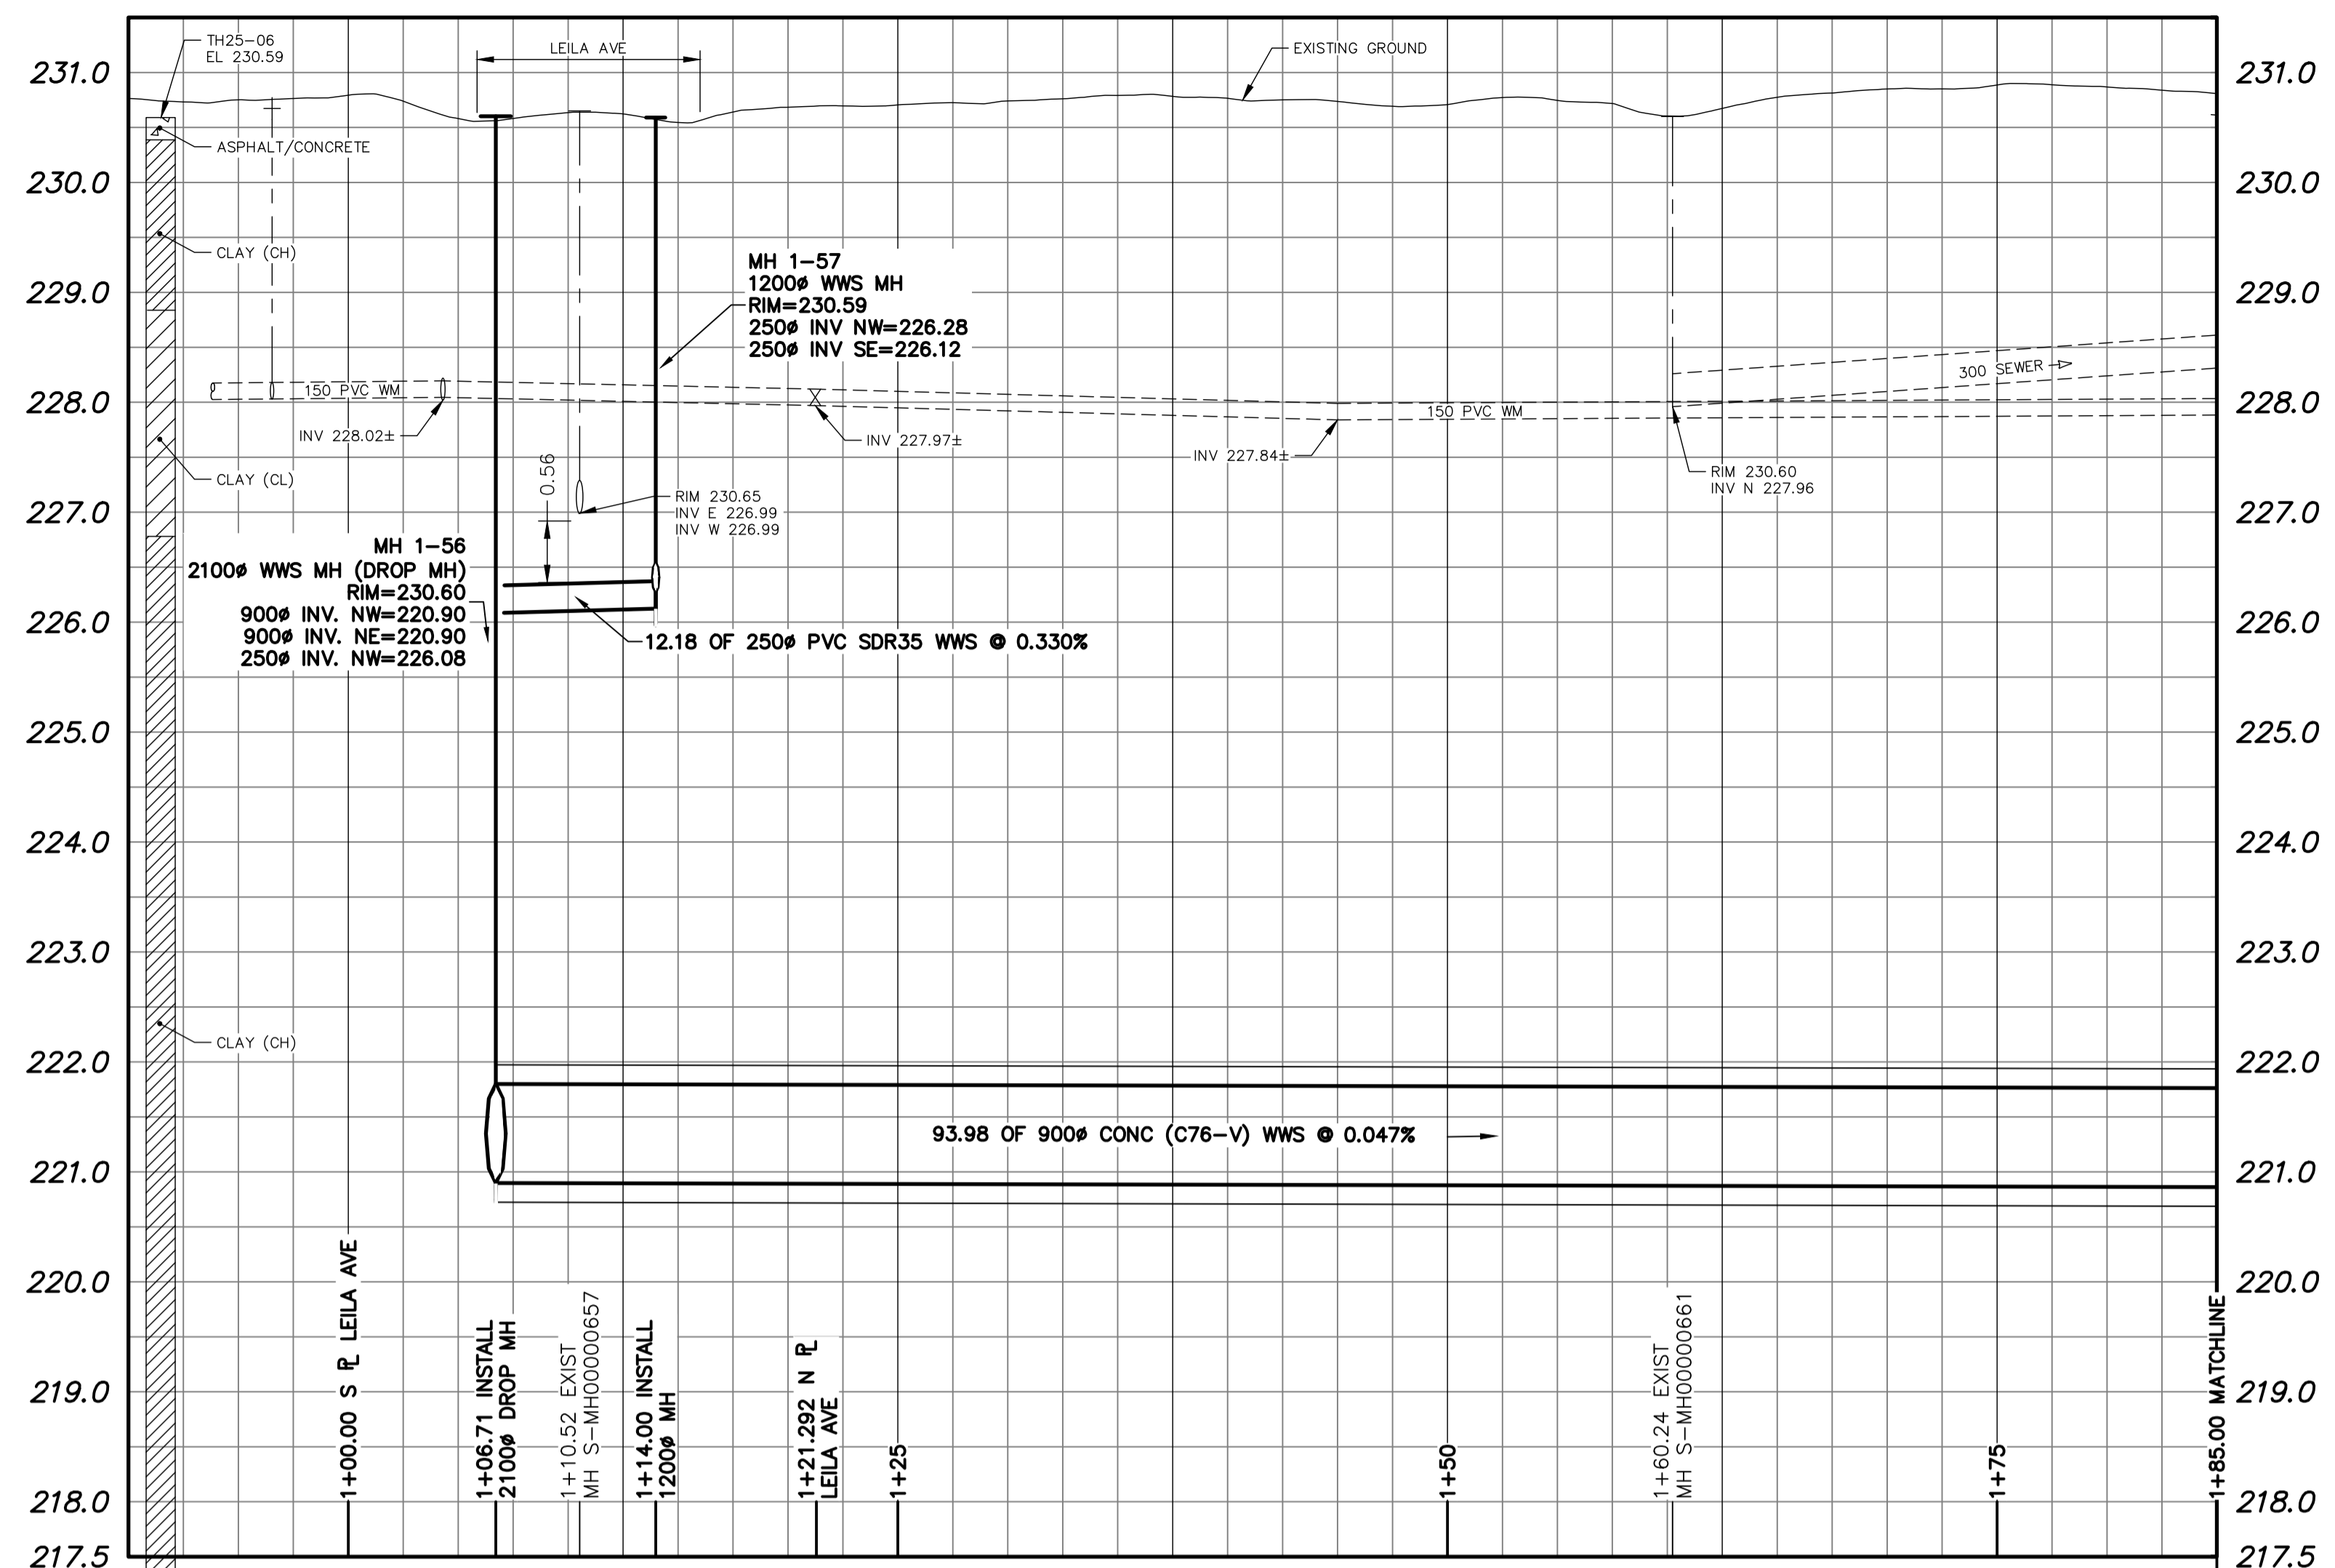 TH25-06
EL 230.59
LEILA AVE
EXISTING GROUND
231.0
231.0
ASPHALT/CONCRETE
230.0
230.0
CLAY (CH)
MH 1-57
1200ø WWS MH
RIM=230.59
250ø INV NW=226.28
250ø INV SE=226.12
229.0
229.0
300 SEWER
150 PVC WM
228.0
228.0
150 PVC WM
INV 228.02±
INV 227.97±
INV 227.84±
RIM 230.60
INV N 227.96
CLAY (CL)
0.56
RIM 230.65
INV E 226.99
INV W 226.99
227.0
227.0
MH 1-56
2100ø WWS MH (DROP MH)
RIM=230.60
900ø INV. NW=220.90
900ø INV. NE=220.90
250ø INV. NW=226.08
226.0
226.0
12.18 OF 250ø PVC SDR35 WWS @ 0.330%
225.0
225.0
224.0
224.0
223.0
223.0
CLAY (CH)
222.0
222.0
93.98 OF 900ø CONC (C76-V) WWS @ 0.047%
221.0
221.0
220.0
220.0
219.0
219.0
218.0
218.0
217.5
217.5
1+00.00 S PL LEILA AVE
1+06.71 INSTALL
2100ø DROP MH
1+10.52 EXIST
MH S-MH00000657
1+14.00 INSTALL
1200ø MH
1+21.292 N PL
LEILA AVE
1+25
1+50
1+60.24 EXIST
MH S-MH00000661
1+75
1+85.00 MATCHLINE